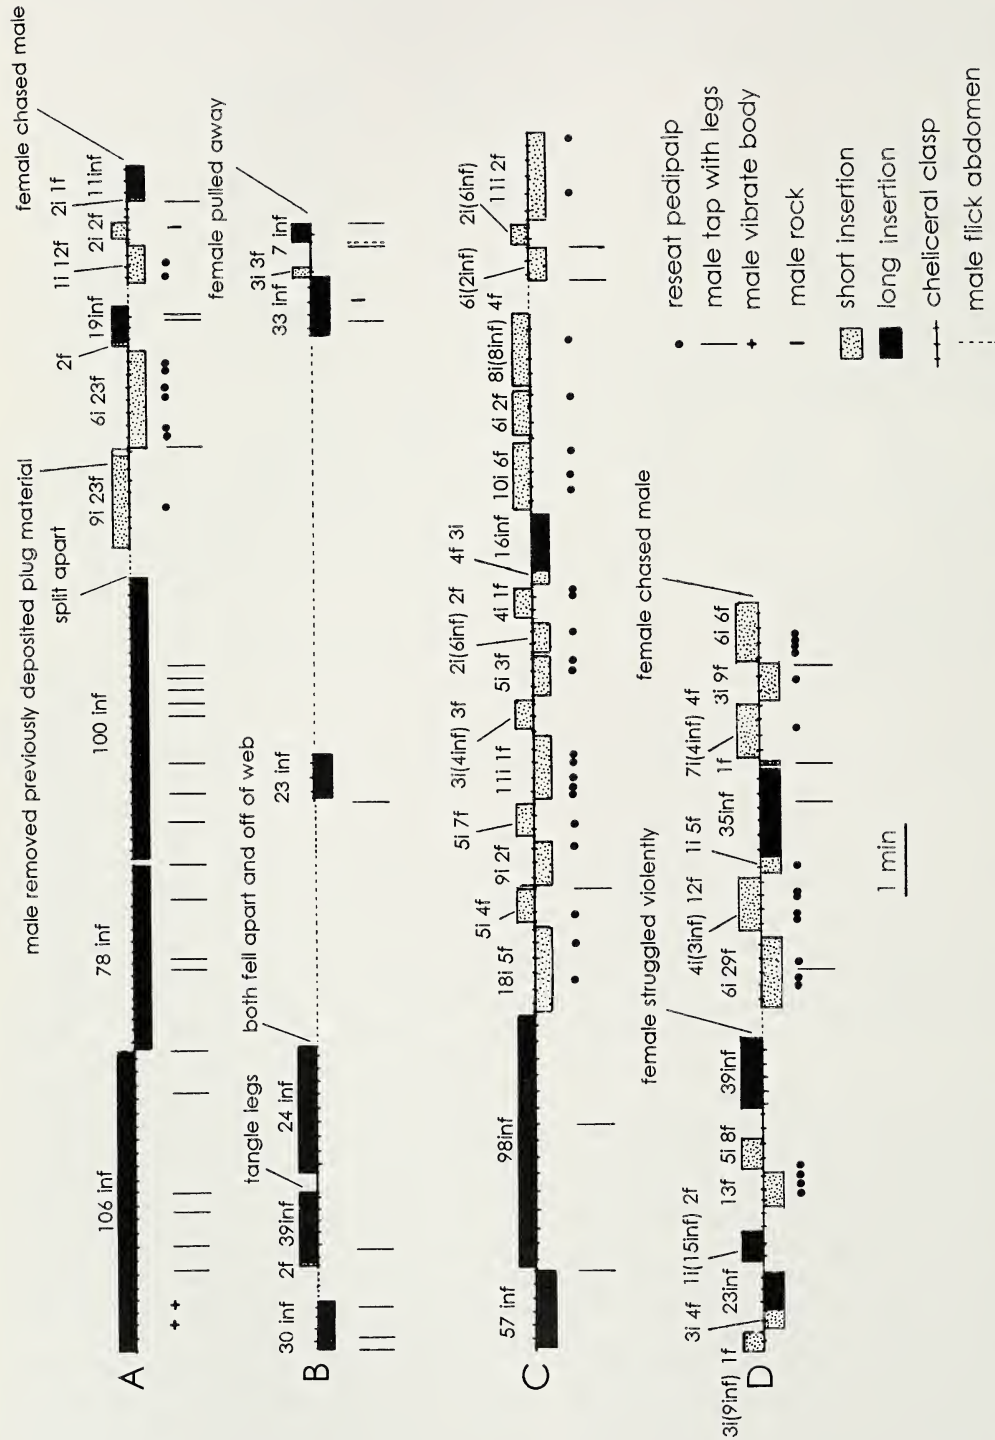 A
106 inf
78 inf
100 inf
male removed previously deposited plug material
split apart
9i 23f
6i 23f
2f
19inf
1i 12f
2i 2f
2i 1f
11inf
female chased male
B
30 inf
2f
39inf
tangle legs
24 inf
both fell apart and off of web
23 inf
33 inf
3i 3f
7 inf
female pulled away
C
57 inf
98inf
18i 5f
5i 4f
9i 2f
5i 7f
11i 1f
3i(4inf) 3f
5i 3f
2i(6inf) 2f
4i 1f
4f 3i
16inf
10i 6f
6i 2f
8i(8inf) 4f
6i(2inf)
2i(6inf)
11i 2f
D
3i(9inf) 1f
3i 4f
23inf
1i(15inf) 2f
13f
5i 8f
39inf
female struggled violently
6i 29f
4i(3inf) 12f
1i 5f
35inf
1f
7i(4inf) 4f
3i 9f
6i 6f
female chased male
1 min
reseat pedipalp
male tap with legs
male vibrate body
male rock
short insertion
long insertion
cheliceral clasp
male flick abdomen